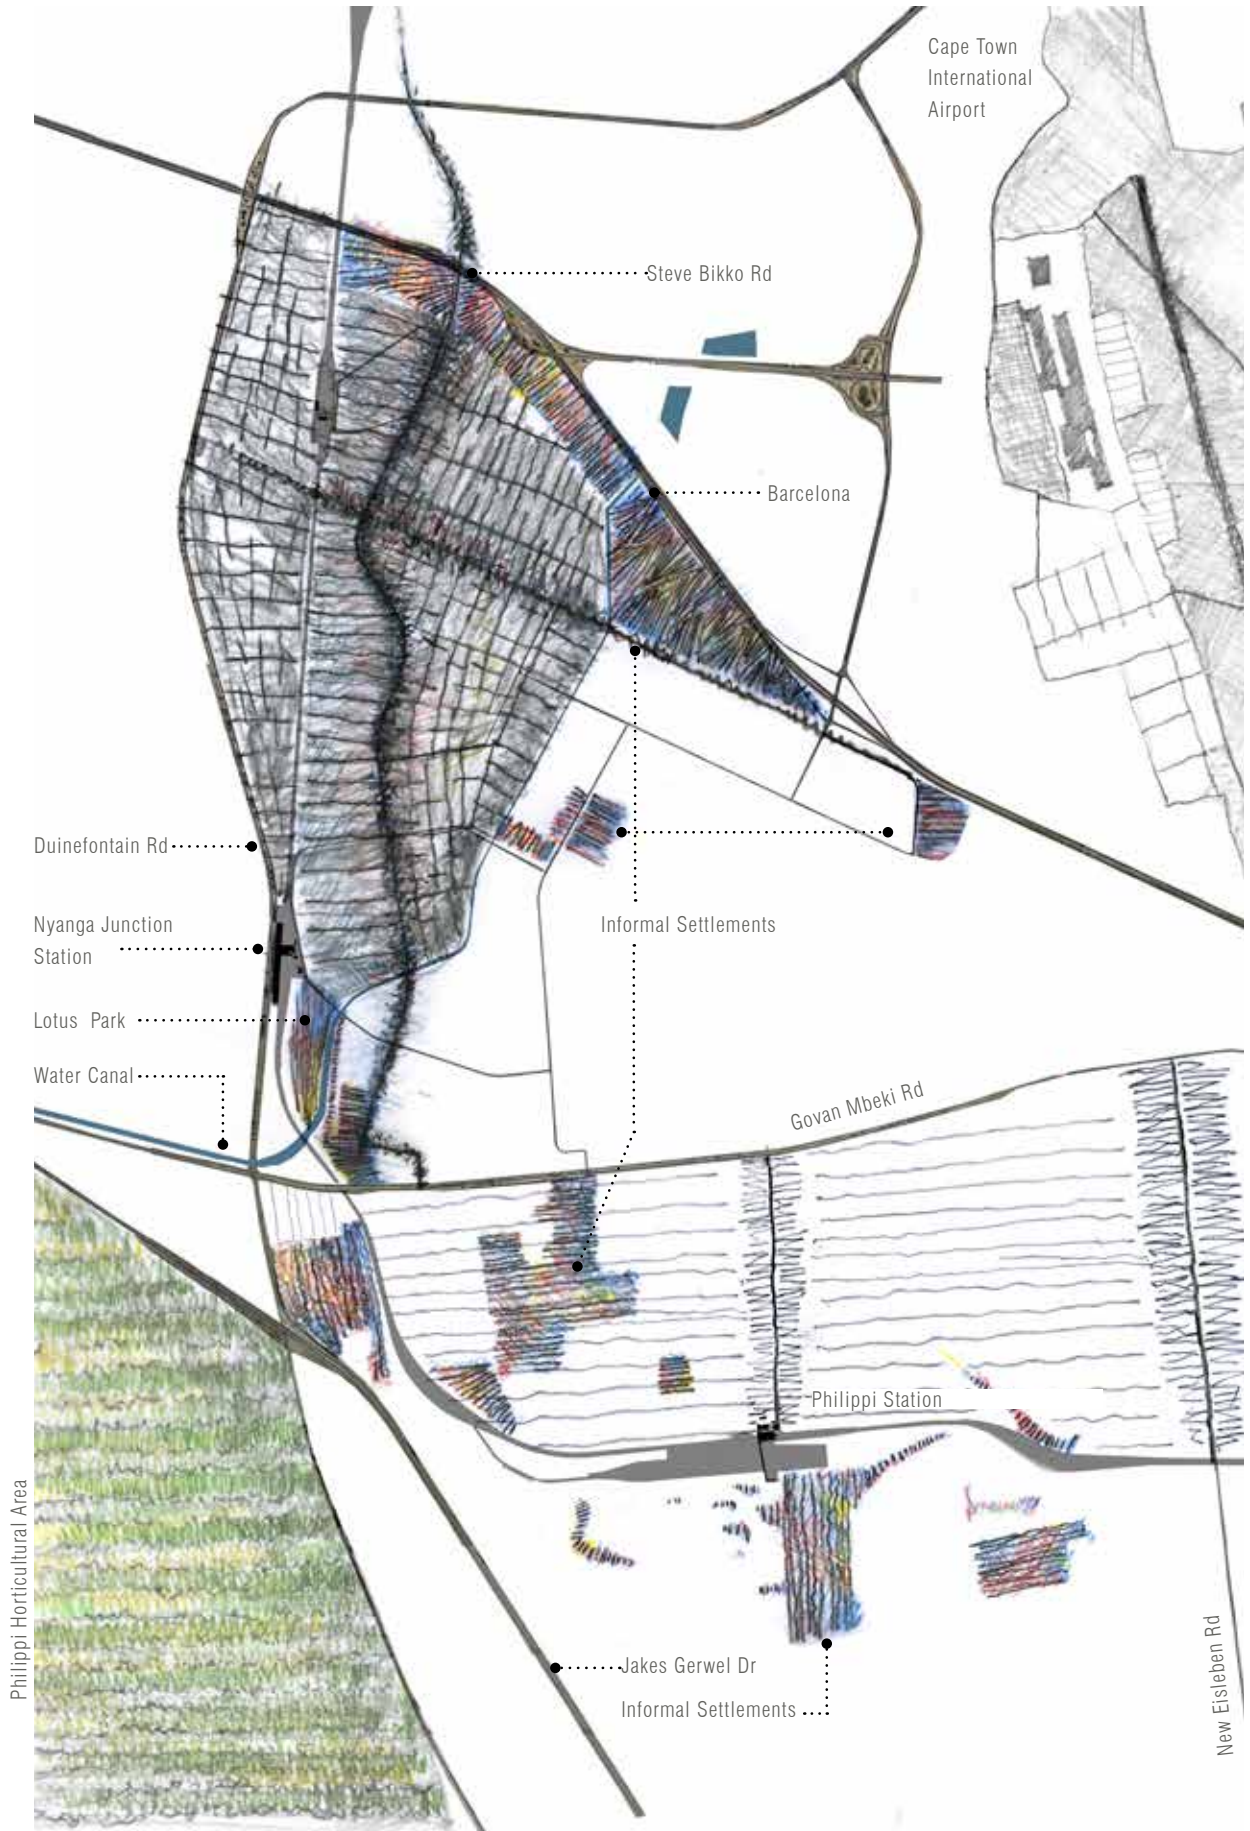 Cape Town
International
Airport
Steve Bikko Rd
Barcelona
Duinefontain Rd
Nyanga Junction
Station
Informal Settlements
Lotus Park
Water Canal
Govan Mbeki Rd
Philippi Station
Philippi Horticultural Area
Jakes Gerwel Dr
Informal Settlements
New Eisleben Rd